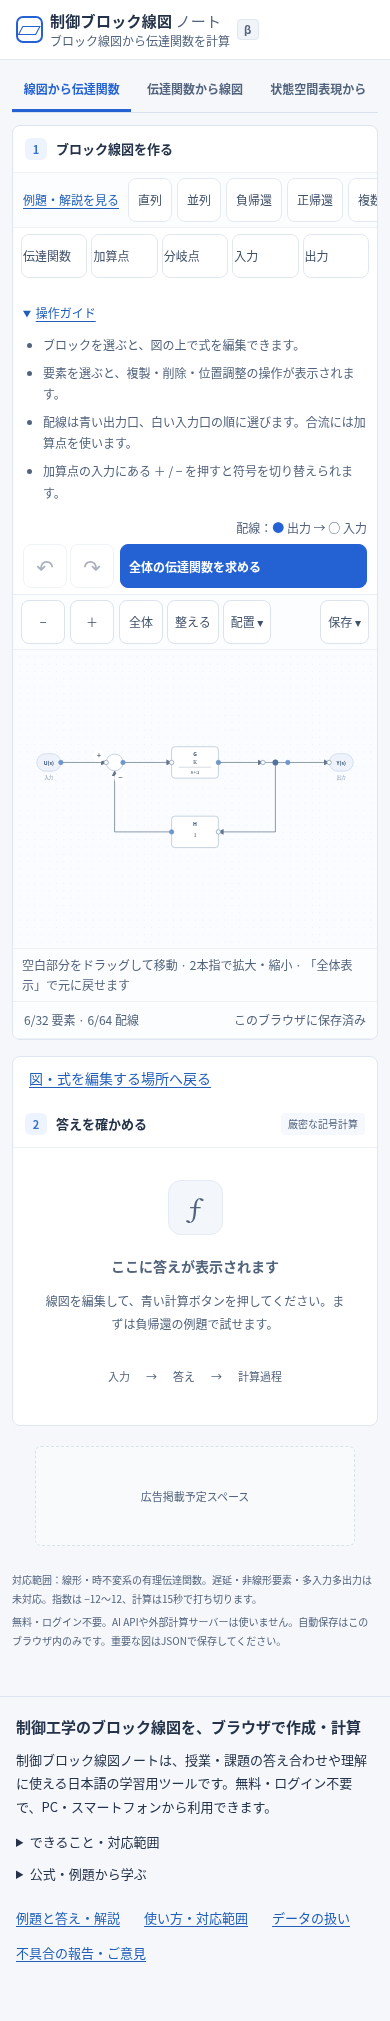 制御ブロック線図 ノート
ブロック線図から伝達関数を計算
β
線図から伝達関数
伝達関数から線図
状態空間表現から
1
ブロック線図を作る
例題・解説を見る
直列
並列
負帰還
正帰還
複数
伝達関数
加算点
分岐点
入力
出力
▼ 操作ガイド
• ブロックを選ぶと、図の上で式を編集できます。
• 要素を選ぶと、複製・削除・位置調整の操作が表示されま
す。
• 配線は青い出力口、白い入力口の順に選びます。合流には加
算点を使います。
• 加算点の入力にある ＋ / − を押すと符号を切り替えられま
す。
配線：● 出力 → ○ 入力
↶
↷
全体の伝達関数を求める
−
＋
全体
整える
配置 ▾
保存 ▾
U(s)
入力
+
−
G
K
s+a
Y(s)
出力
H
1
空白部分をドラッグして移動 · 2本指で拡大・縮小 · 「全体表
示」で元に戻せます
6/32 要素 · 6/64 配線
このブラウザに保存済み
図・式を編集する場所へ戻る
2
答えを確かめる
厳密な記号計算
ƒ
ここに答えが表示されます
線図を編集して、青い計算ボタンを押してください。ま
ずは負帰還の例題で試せます。
入力 → 答え → 計算過程
広告掲載予定スペース
対応範囲：線形・時不変系の有理伝達関数。遅延・非線形要素・多入力多出力は
未対応。指数は −12〜12、計算は15秒で打ち切ります。
無料・ログイン不要。AI APIや外部計算サーバーは使いません。自動保存はこの
ブラウザ内のみです。重要な図はJSONで保存してください。
制御工学のブロック線図を、ブラウザで作成・計算
制御ブロック線図ノートは、授業・課題の答え合わせや理解
に使える日本語の学習用ツールです。無料・ログイン不要
で、PC・スマートフォンから利用できます。
▶ できること・対応範囲
▶ 公式・例題から学ぶ
例題と答え・解説
使い方・対応範囲
データの扱い
不具合の報告・ご意見